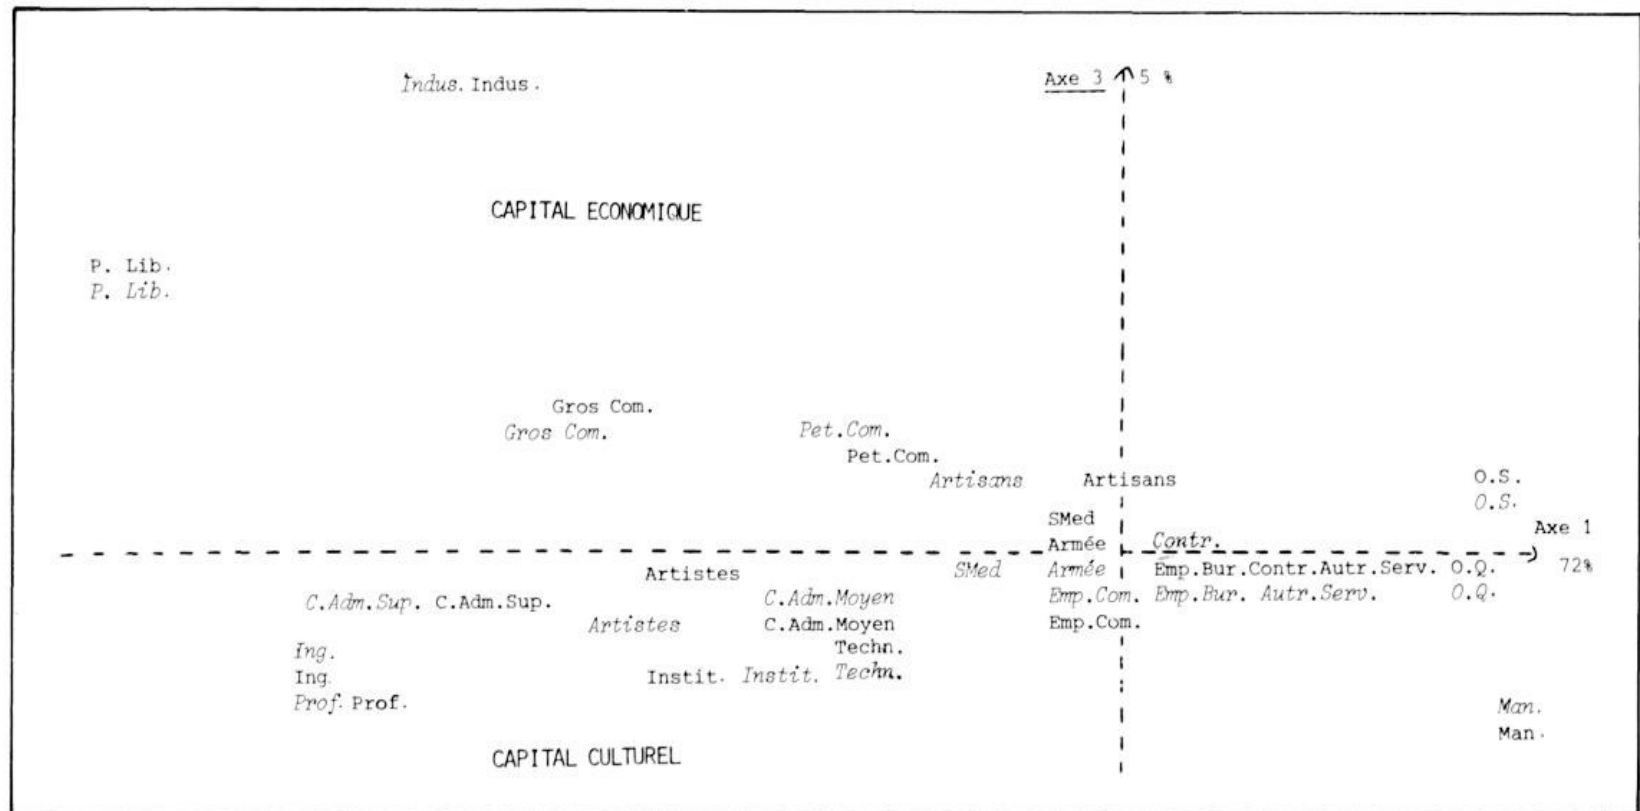 Indus. Indus. Axe 3 5 %
CAPITAL ECONOMIQUE
P. Lib.
P. Lib.
Gros Com.
Gros Com. Pet.Com.
Pet.Com.
Artisans Artisans O.S.
O.S.
SMed
Axe 1
Armée Contr.
Artistes SMed Armée Emp.Bur.Contr.Autr.Serv. O.Q. 72%
C.Adm.Sup. C.Adm.Sup. C.Adm.Moyen Emp.Com. Emp.Bur. Autr.Serv. O.Q.
Artistes C.Adm.Moyen Emp.Com.
Ing. Techn.
Ing. Instit. Instit. Techn.
Prof. Prof. Man.
Man.
CAPITAL CULTUREL